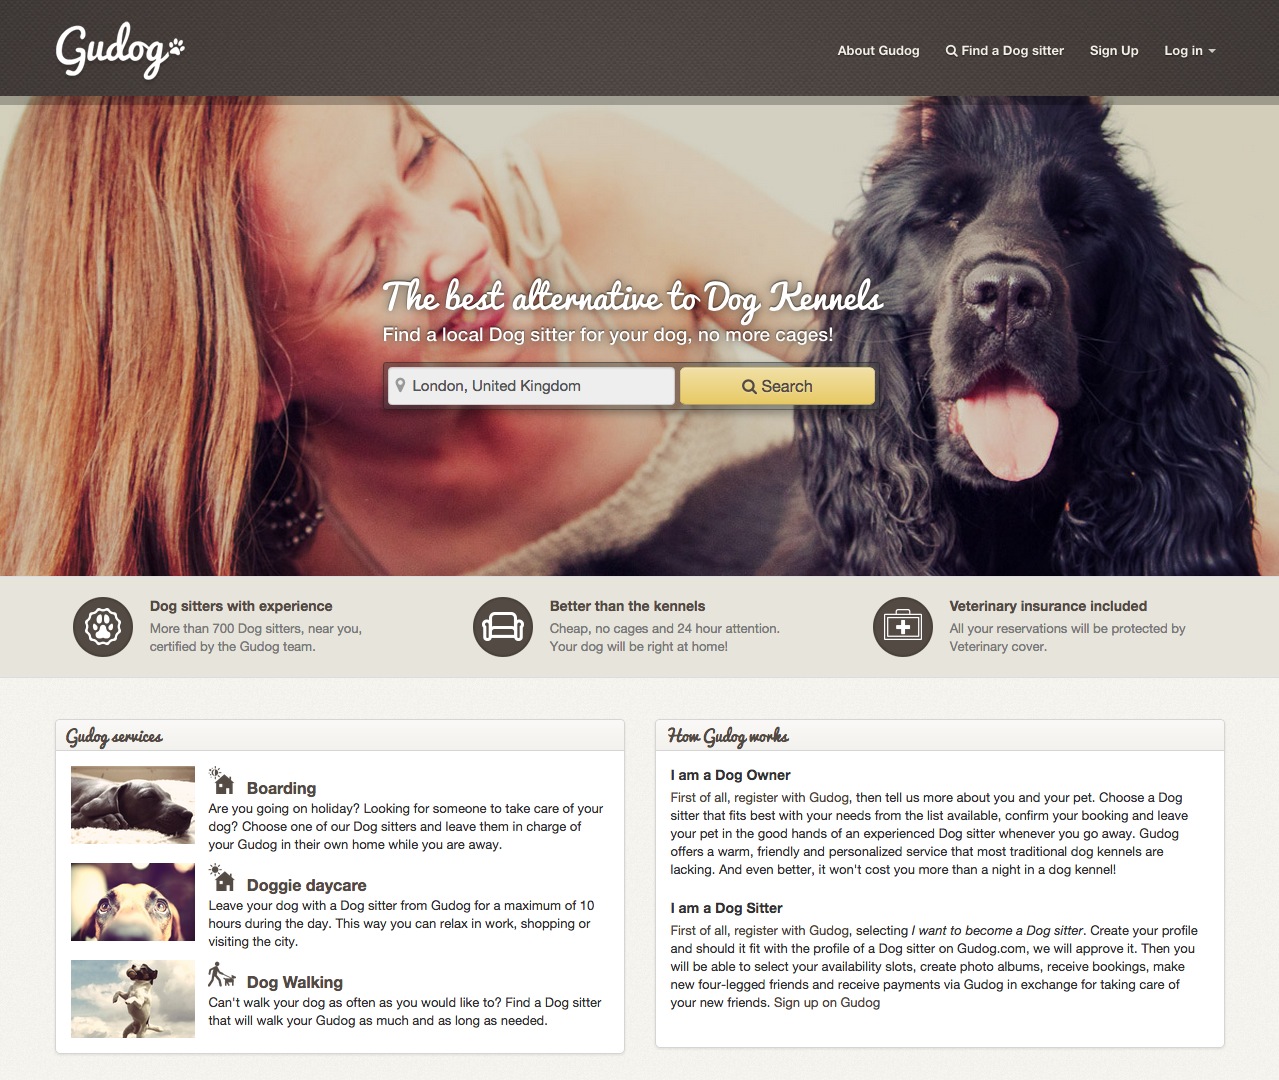 Gudog
About Gudog
Find a Dog sitter
Sign Up
Log in
The best alternative to Dog Kennels
Find a local Dog sitter for your dog, no more cages!
London, United Kingdom
Search
Dog sitters with experience
More than 700 Dog sitters, near you,
certified by the Gudog team.
Better than the kennels
Cheap, no cages and 24 hour attention.
Your dog will be right at home!
Veterinary insurance included
All your reservations will be protected by
Veterinary cover.
Gudog services
Boarding
Are you going on holiday? Looking for someone to take care of your
dog? Choose one of our Dog sitters and leave them in charge of
your Gudog in their own home while you are away.
Doggie daycare
Leave your dog with a Dog sitter from Gudog for a maximum of 10
hours during the day. This way you can relax in work, shopping or
visiting the city.
Dog Walking
Can't walk your dog as often as you would like to? Find a Dog sitter
that will walk your Gudog as much and as long as needed.
How Gudog works
I am a Dog Owner
First of all, register with Gudog, then tell us more about you and your pet. Choose a Dog
sitter that fits best with your needs from the list available, confirm your booking and leave
your pet in the good hands of an experienced Dog sitter whenever you go away. Gudog
offers a warm, friendly and personalized service that most traditional dog kennels are
lacking. And even better, it won't cost you more than a night in a dog kennel!
I am a Dog Sitter
First of all, register with Gudog, selecting I want to become a Dog sitter. Create your profile
and should it fit with the profile of a Dog sitter on Gudog.com, we will approve it. Then you
will be able to select your availability slots, create photo albums, receive bookings, make
new four-legged friends and receive payments via Gudog in exchange for taking care of
your new friends. Sign up on Gudog